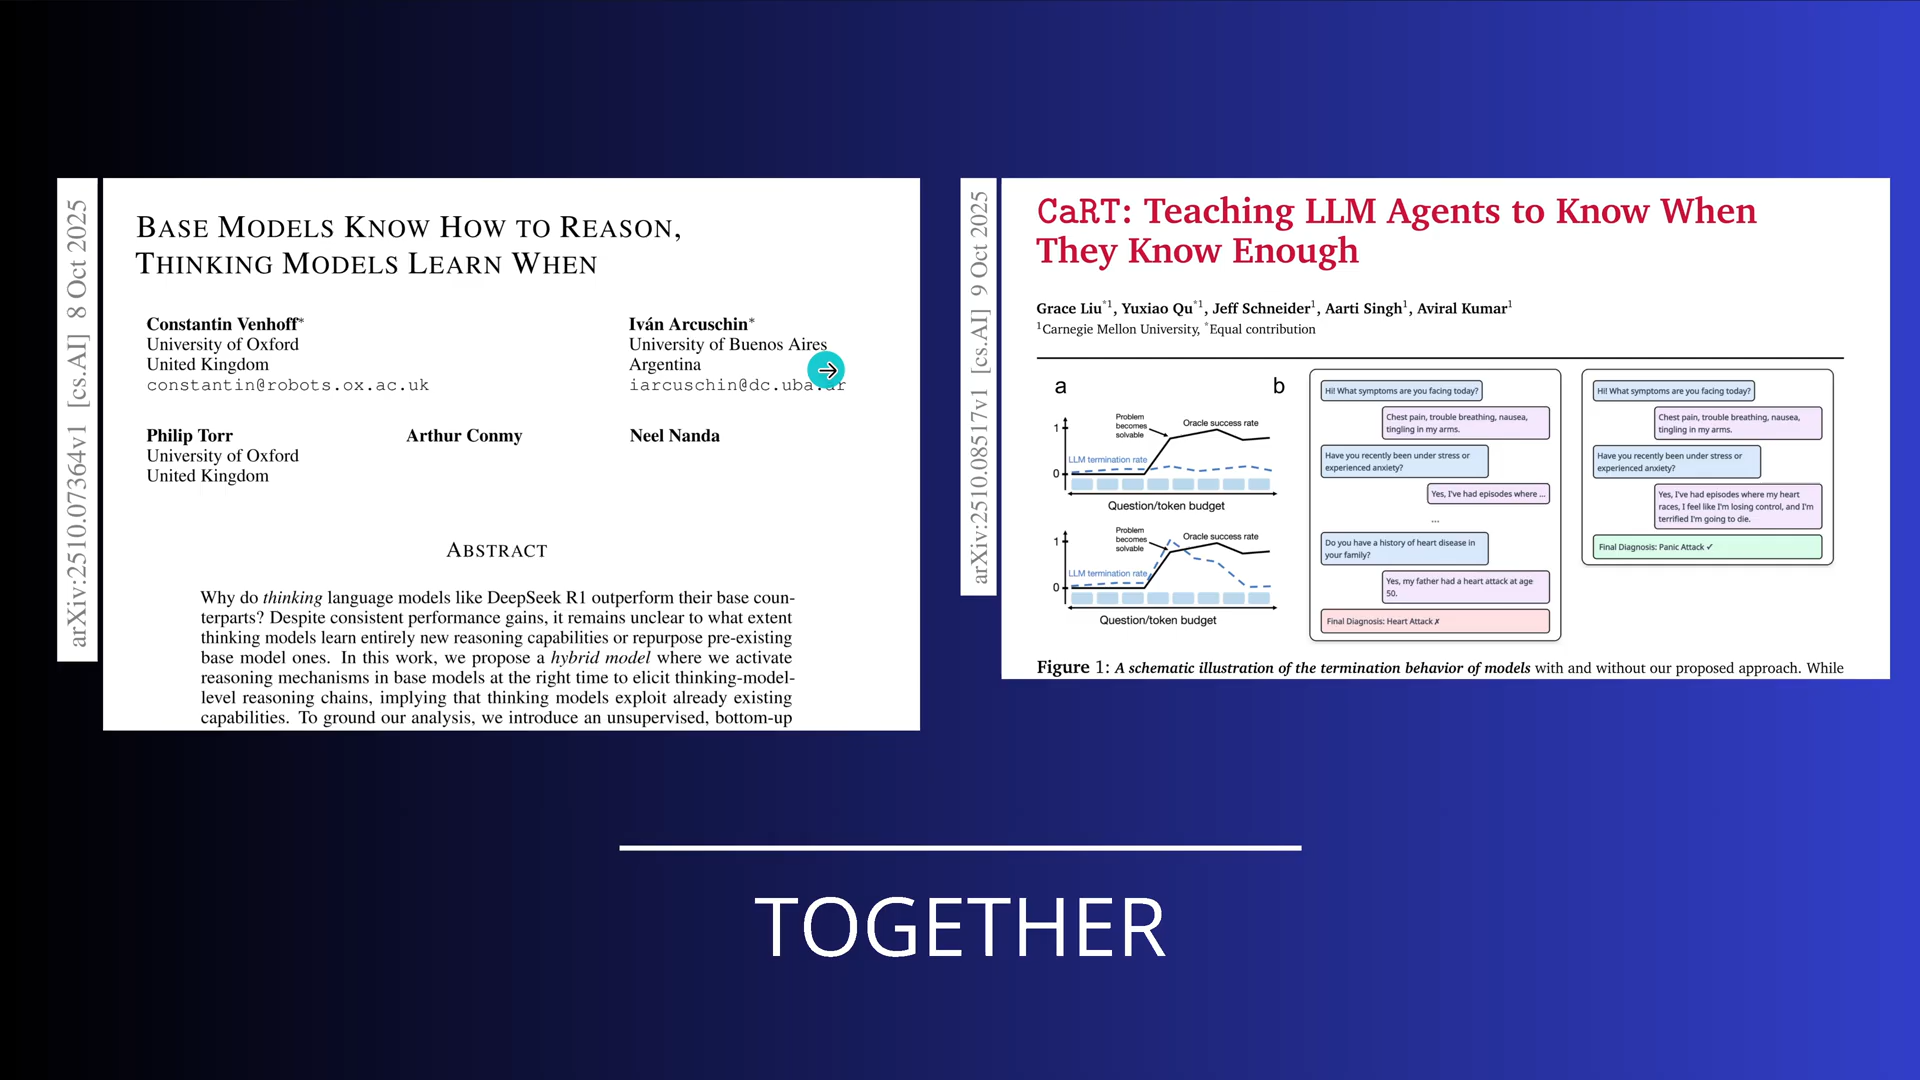 arXiv:2510.07364v1 [cs.AI] 8 Oct 2025
BASE MODELS KNOW HOW TO REASON,
THINKING MODELS LEARN WHEN
Constantin Venhoff*
University of Oxford
United Kingdom
constantin@robots.ox.ac.uk
Iván Arcuschin*
University of Buenos Aires
Argentina
iarcuschin@dc.uba.ar
Philip Torr
University of Oxford
United Kingdom
Arthur Conmy
Neel Nanda
ABSTRACT
Why do thinking language models like DeepSeek R1 outperform their base coun-
terparts? Despite consistent performance gains, it remains unclear to what extent
thinking models learn entirely new reasoning capabilities or repurpose pre-existing
base model ones. In this work, we propose a hybrid model where we activate
reasoning mechanisms in base models at the right time to elicit thinking-model-
level reasoning chains, implying that thinking models exploit already existing
capabilities. To ground our analysis, we introduce an unsupervised, bottom-up
arXiv:2510.08517v1 [cs.AI] 9 Oct 2025
CaRT: Teaching LLM Agents to Know When
They Know Enough
Grace Liu*1, Yuxiao Qu*1, Jeff Schneider1, Aarti Singh1, Aviral Kumar1
1Carnegie Mellon University, *Equal contribution
a
Problem
becomes
solvable
Oracle success rate
1
LLM termination rate
0
Question/token budget
Problem
becomes
solvable
Oracle success rate
1
LLM termination rate
0
Question/token budget
b
Hi! What symptoms are you facing today?
Chest pain, trouble breathing, nausea,
tingling in my arms.
Have you recently been under stress or
experienced anxiety?
Yes, I've had episodes where ...
...
Do you have a history of heart disease in
your family?
Yes, my father had a heart attack at age
50.
Final Diagnosis: Heart Attack ✗
Hi! What symptoms are you facing today?
Chest pain, trouble breathing, nausea,
tingling in my arms.
Have you recently been under stress or
experienced anxiety?
Yes, I've had episodes where my heart
races, I feel like I'm losing control, and I'm
terrified I'm going to die.
Final Diagnosis: Panic Attack ✓
Figure 1: A schematic illustration of the termination behavior of models with and without our proposed approach. While
TOGETHER